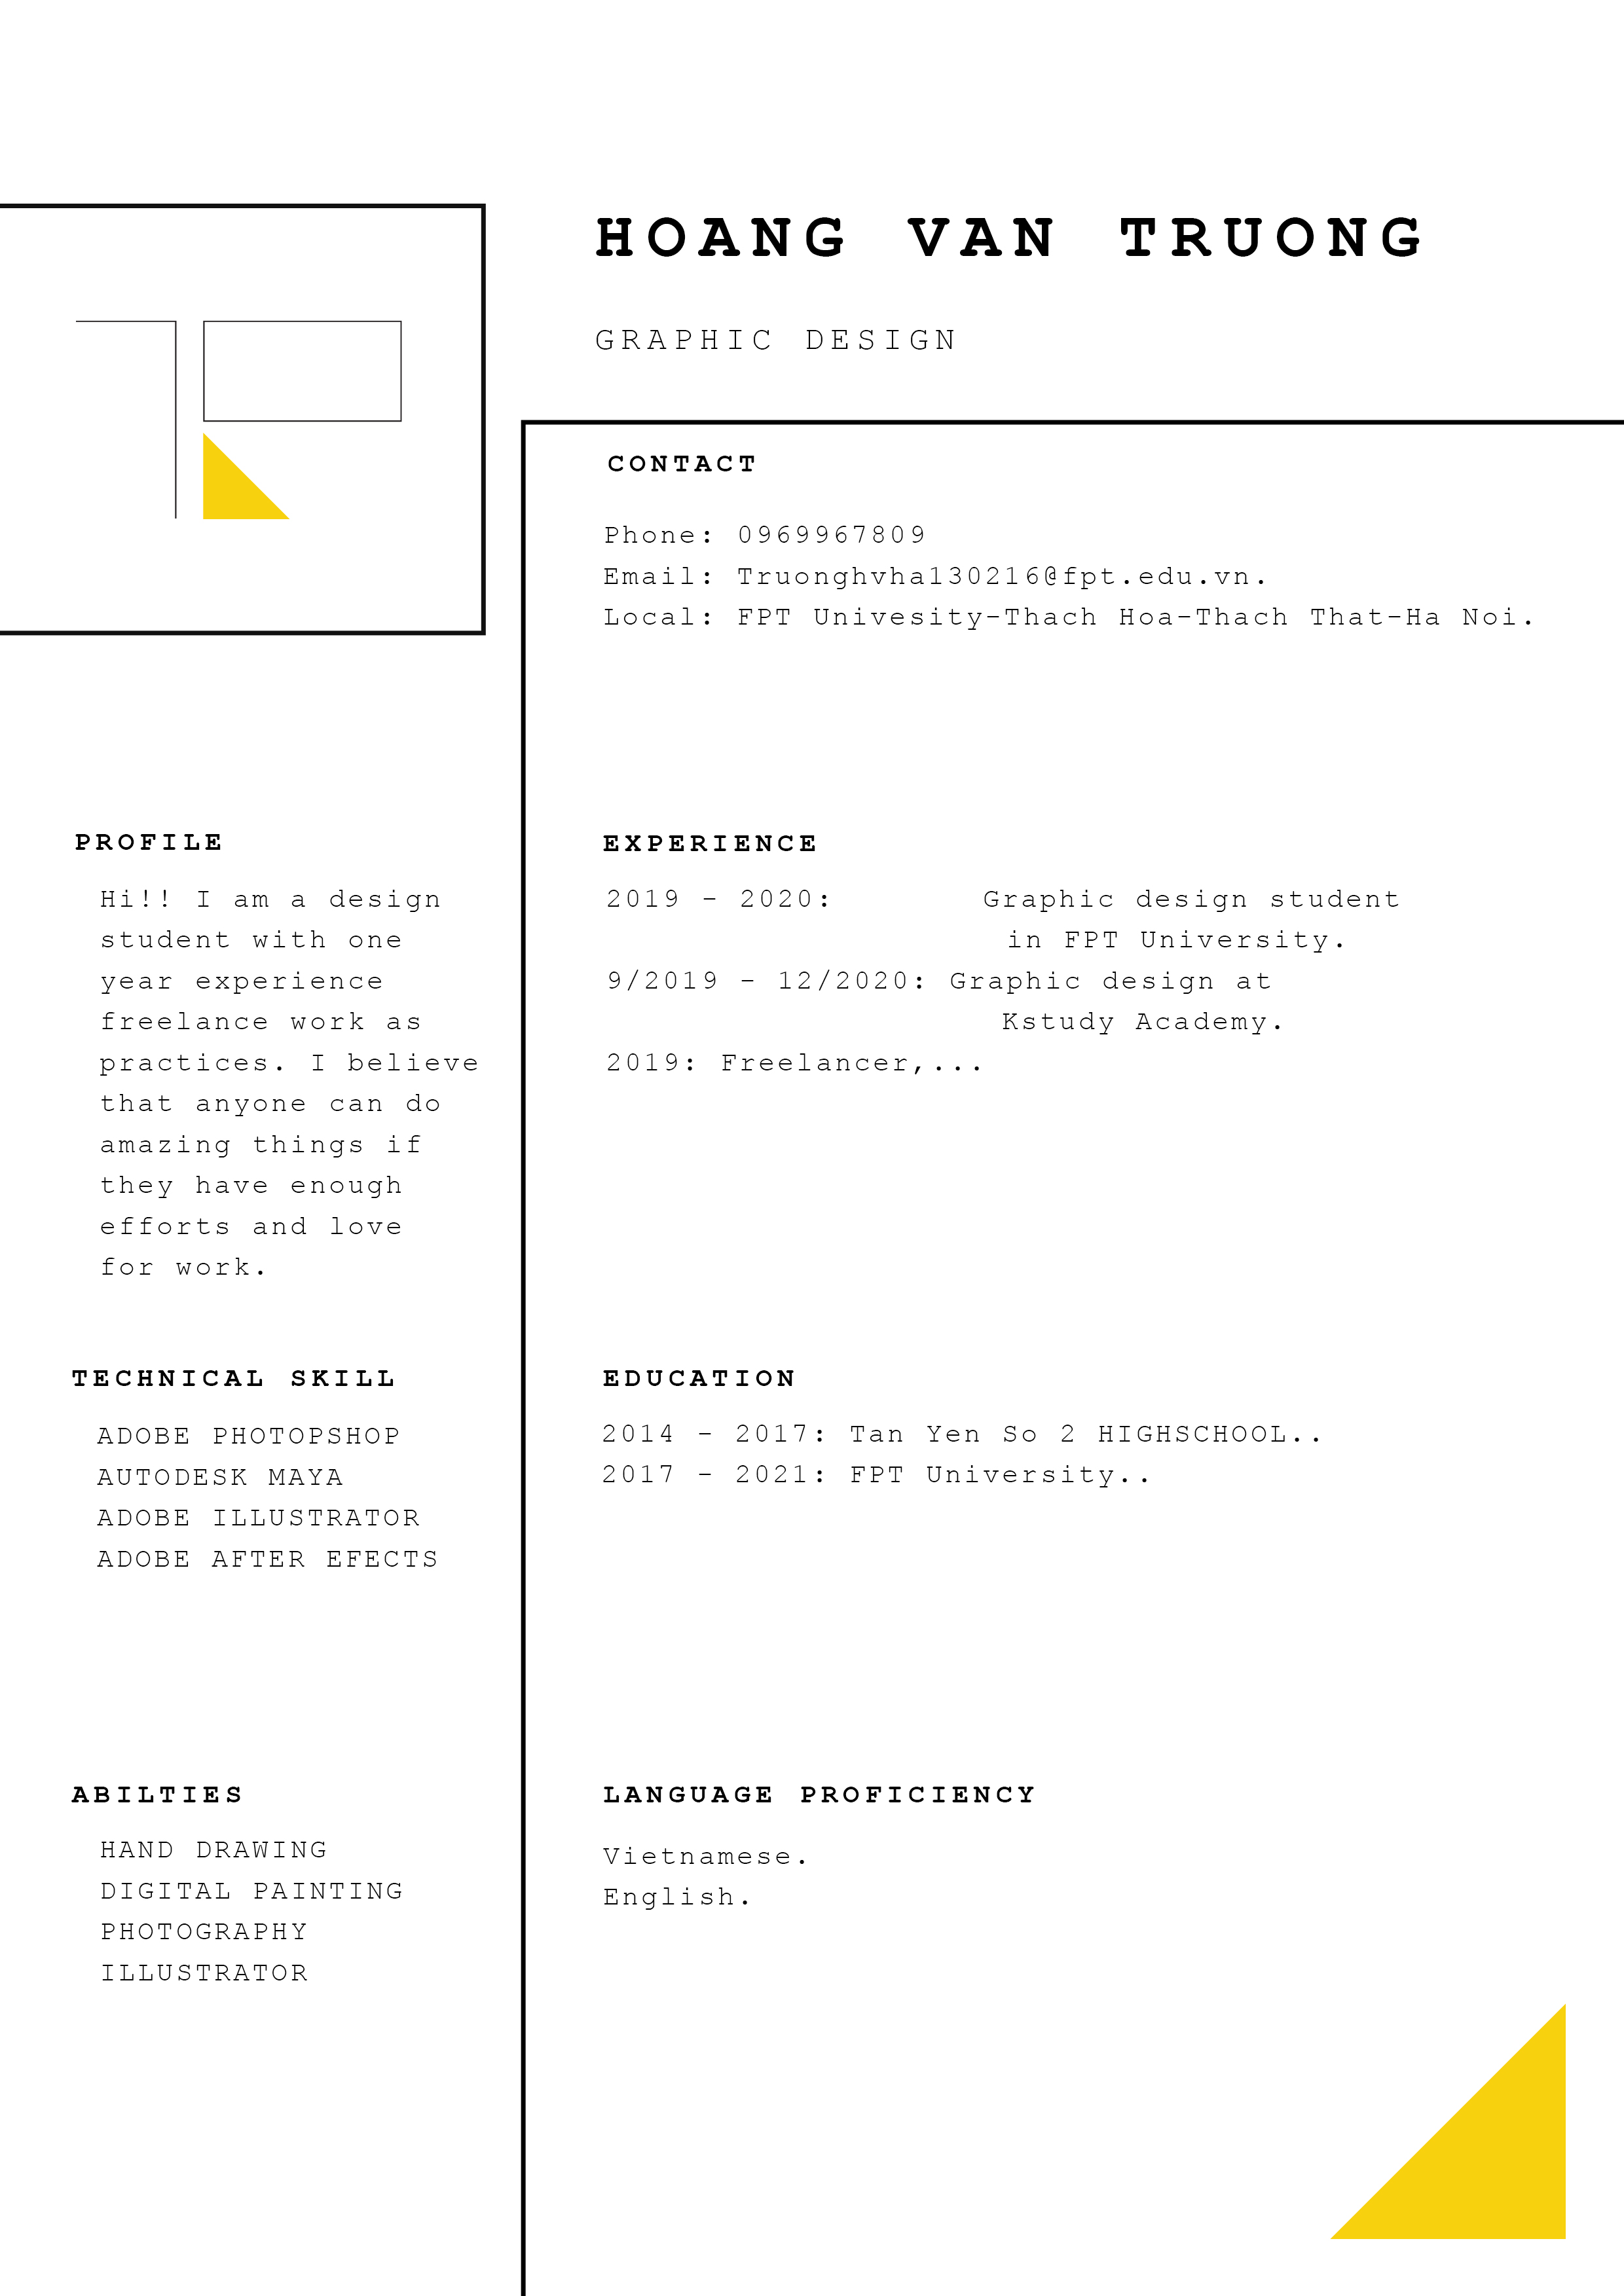 HOANG VAN TRUONG
GRAPHIC DESIGN
CONTACT
Phone: 0969967809
Email: Truonghvha130216@fpt.edu.vn.
Local: FPT Univesity-Thach Hoa-Thach That-Ha Noi.
PROFILE
Hi!! I am a design
student with one
year experience
freelance work as
practices. I believe
that anyone can do
amazing things if
they have enough
efforts and love
for work.
EXPERIENCE
2019 - 2020: Graphic design student
in FPT University.
9/2019 - 12/2020: Graphic design at
Kstudy Academy.
2019: Freelancer,...
TECHNICAL SKILL
ADOBE PHOTOPSHOP
AUTODESK MAYA
ADOBE ILLUSTRATOR
ADOBE AFTER EFECTS
EDUCATION
2014 - 2017: Tan Yen So 2 HIGHSCHOOL..
2017 - 2021: FPT University..
ABILTIES
HAND DRAWING
DIGITAL PAINTING
PHOTOGRAPHY
ILLUSTRATOR
LANGUAGE PROFICIENCY
Vietnamese.
English.